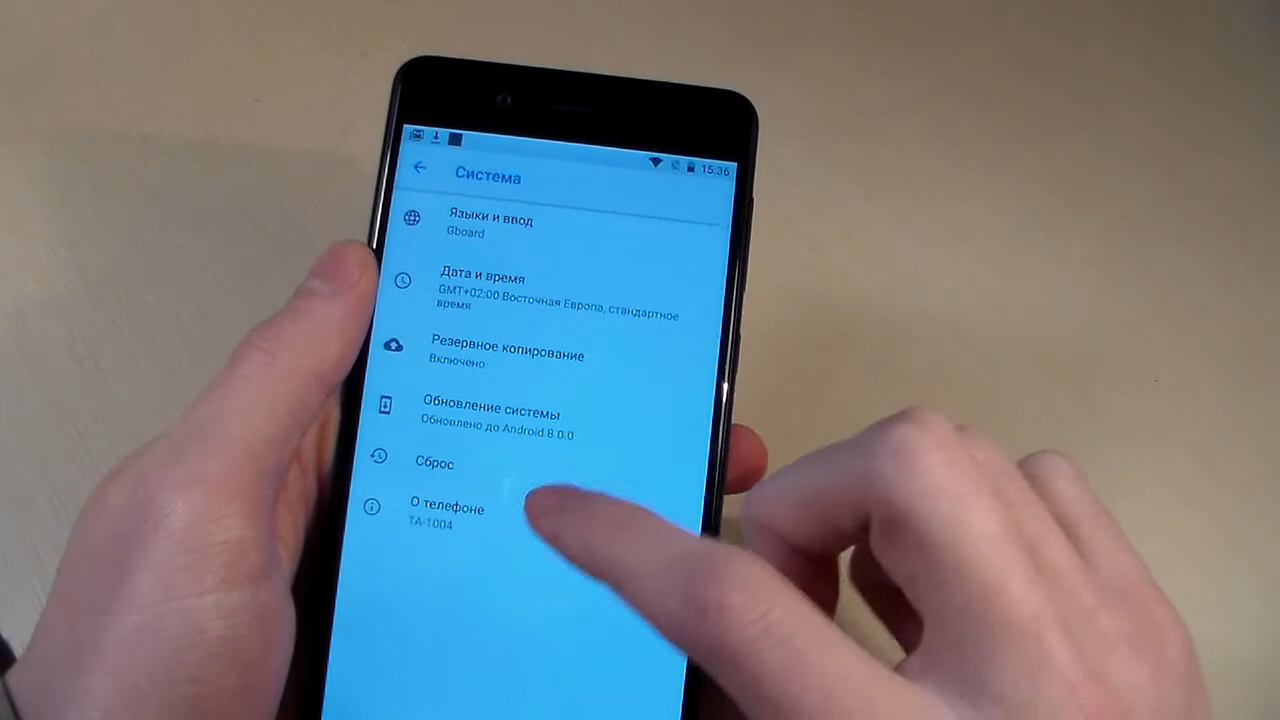 15:36
Система
Языки и ввод
Gboard
Дата и время
GMT+02:00 Восточная Европа, стандартное
время
Резервное копирование
Включено
Обновление системы
Обновлено до Android 8.0.0
Сброс
О телефоне
TA-1004